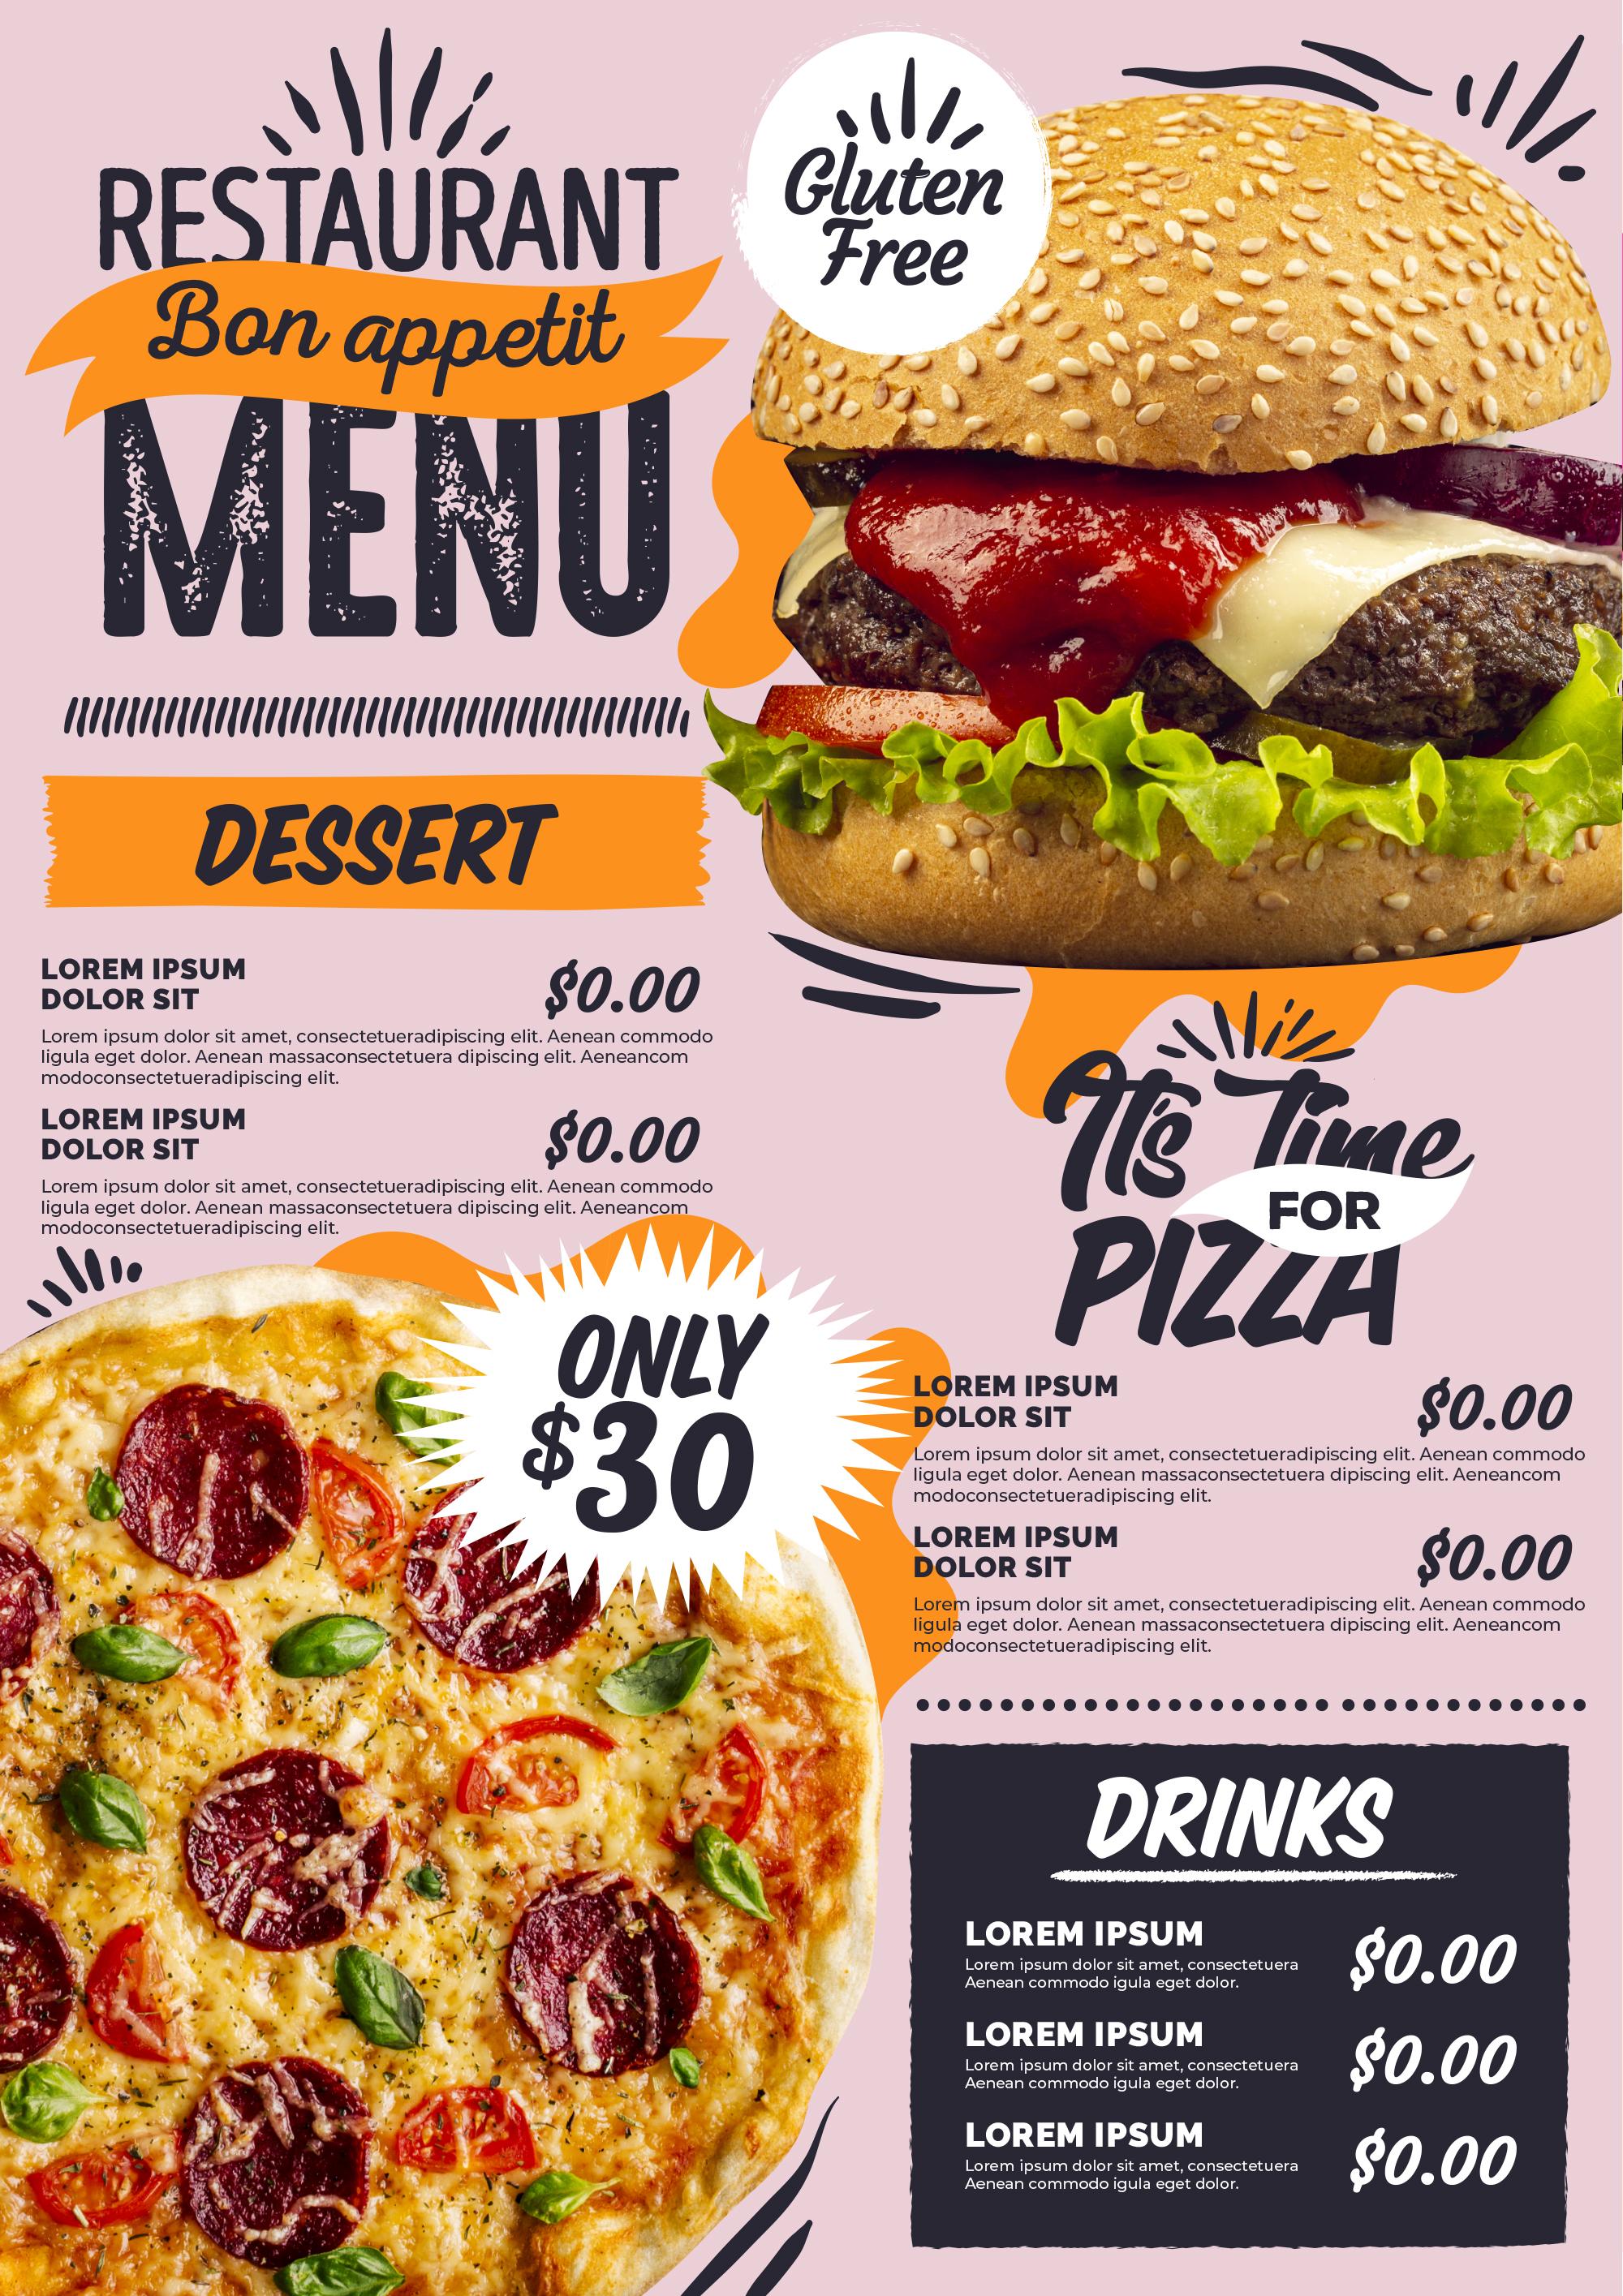 RESTAURANT
Bon appetit
MENU
Gluten
Free
DESSERT
LOREM IPSUM
DOLOR SIT
$0.00
Lorem ipsum dolor sit amet, consectetueradipiscing elit. Aenean commodo
ligula eget dolor. Aenean massaconsectetuera dipiscing elit. Aeneancom
modoconsectetueradipiscing elit.
LOREM IPSUM
DOLOR SIT
$0.00
Lorem ipsum dolor sit amet, consectetueradipiscing elit. Aenean commodo
ligula eget dolor. Aenean massaconsectetuera dipiscing elit. Aeneancom
modoconsectetueradipiscing elit.
ONLY
$30
It's Time
FOR
PIZZA
LOREM IPSUM
DOLOR SIT
$0.00
Lorem ipsum dolor sit amet, consectetueradipiscing elit. Aenean commodo
ligula eget dolor. Aenean massaconsectetuera dipiscing elit. Aeneancom
modoconsectetueradipiscing elit.
LOREM IPSUM
DOLOR SIT
$0.00
Lorem ipsum dolor sit amet, consectetueradipiscing elit. Aenean commodo
ligula eget dolor. Aenean massaconsectetuera dipiscing elit. Aeneancom
modoconsectetueradipiscing elit.
DRINKS
LOREM IPSUM
$0.00
Lorem ipsum dolor sit amet, consectetuera
Aenean commodo igula eget dolor.
LOREM IPSUM
$0.00
Lorem ipsum dolor sit amet, consectetuera
Aenean commodo igula eget dolor.
LOREM IPSUM
$0.00
Lorem ipsum dolor sit amet, consectetuera
Aenean commodo igula eget dolor.